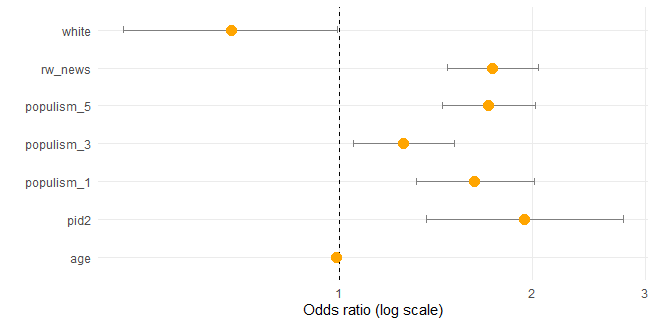 white
rw_news
populism_5
populism_3
populism_1
pid2
age
1 2 3
Odds ratio (log scale)